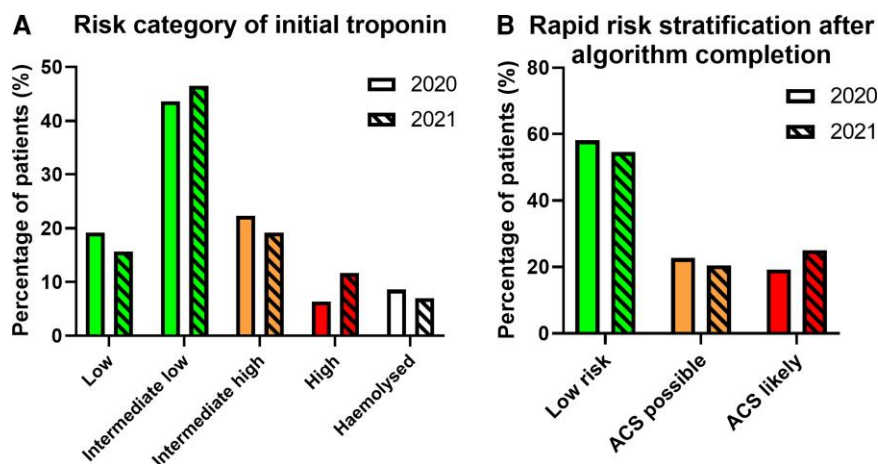 A Risk category of initial troponin
Percentage of patients (%)
50
40
30
20
10
0
2020
2021
Low
Intermediate low
Intermediate high
High
Haemolysed
B Rapid risk stratification after
algorithm completion
Percentage of patients (%)
80
60
40
20
0
2020
2021
Low risk
ACS possible
ACS likely